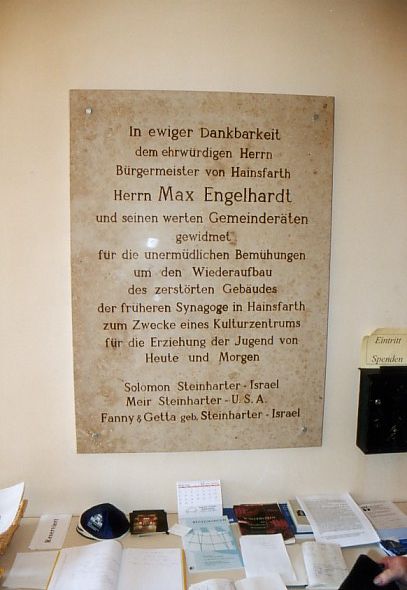 In ewiger Dankbarkeit
dem ehrwürdigen Herrn
Bürgermeister von Hainsfarth
Herrn Max Engelhardt
und seinen werten Gemeinderäten
gewidmet
für die unermüdlichen Bemühungen
um den Wiederaufbau
des zerstörten Gebäudes
der früheren Synagoge in Hainsfarth
zum Zwecke eines Kulturzentrums
für die Erziehung der Jugend von
Heute und Morgen
Solomon Steinharter - Israel
Meir Steinharter - U.S.A.
Fanny & Getta geb. Steinharter - Israel
Eintritt
Spenden
Reserviert